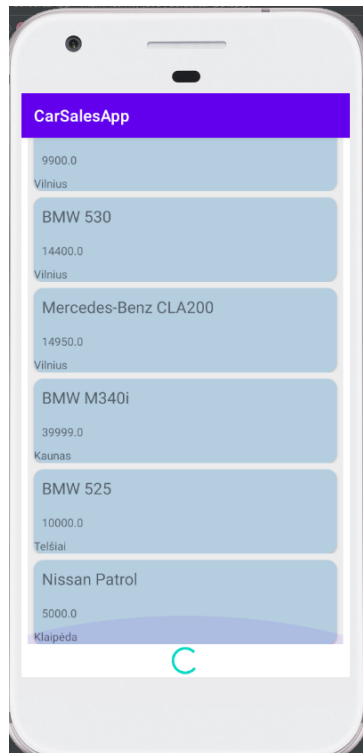 CarSalesApp
9900.0
Vilnius
BMW 530
14400.0
Vilnius
Mercedes-Benz CLA200
14950.0
Vilnius
BMW M340i
39999.0
Kaunas
BMW 525
10000.0
Telšiai
Nissan Patrol
5000.0
Klaipėda